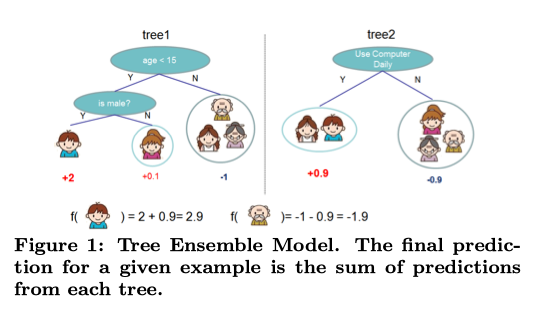 tree1
tree2
age < 15
Use Computer
Daily
Y
N
Y
N
is male?
Y
N
+2
+0.1
-1
+0.9
-0.9
f( ) = 2 + 0.9= 2.9
f( )= -1 - 0.9 = -1.9
Figure 1: Tree Ensemble Model. The final predic-
tion for a given example is the sum of predictions
from each tree.